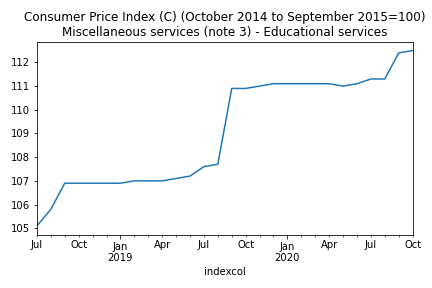 Consumer Price Index (C) (October 2014 to September 2015=100)
Miscellaneous services (note 3) - Educational services
112
111
110
109
108
107
106
105
Jul Oct Jan Apr Jul Oct Jan Apr Jul Oct
2019 2020
indexcol